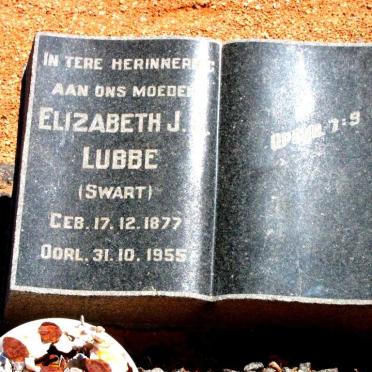 IN TERE HERINNERING
AAN ONS MOEDER
ELIZABETH J.
LUBBE
(SWART)
GEB. 17. 12. 1877
OORL. 31. 10. 1955
OPENB. 7:9